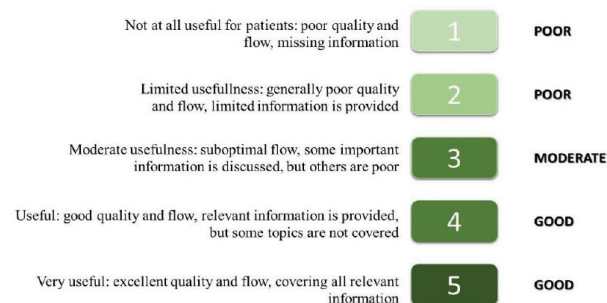 Not at all useful for patients: poor quality and
flow, missing information
1
POOR
Limited usefullness: generally poor quality
and flow, limited information is provided
2
POOR
Moderate usefulness: suboptimal flow, some important
information is discussed, but others are poor
3
MODERATE
Useful: good quality and flow, relevant information is provided,
but some topics are not covered
4
GOOD
Very useful: excellent quality and flow, covering all relevant
information
5
GOOD